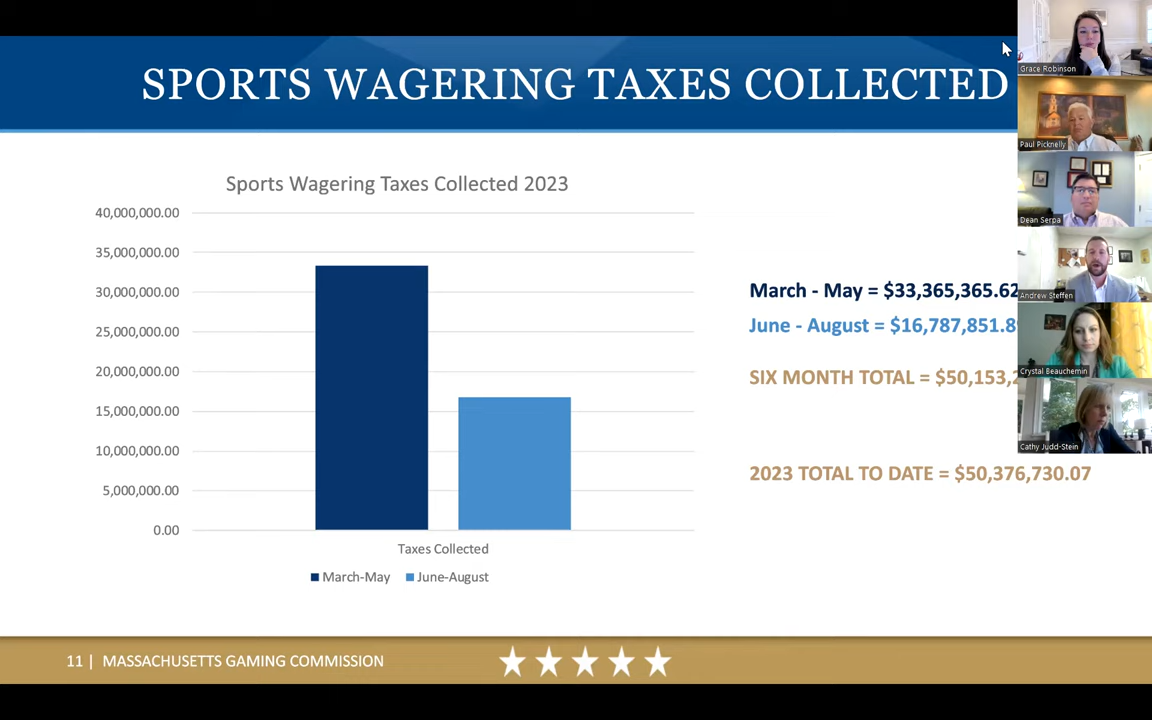 SPORTS WAGERING TAXES COLLECTED
Sports Wagering Taxes Collected 2023
40,000,000.00
35,000,000.00
30,000,000.00
25,000,000.00
20,000,000.00
15,000,000.00
10,000,000.00
5,000,000.00
0.00
Taxes Collected
March-May June-August
March - May = $33,365,365.62
June - August = $16,787,851.8
SIX MONTH TOTAL = $50,153,2
2023 TOTAL TO DATE = $50,376,730.07
Grace Robinson
Paul Picknelly
Dean Serpa
Andrew Steffen
Crystal Beauchemin
Cathy Judd-Stein
11 | MASSACHUSETTS GAMING COMMISSION